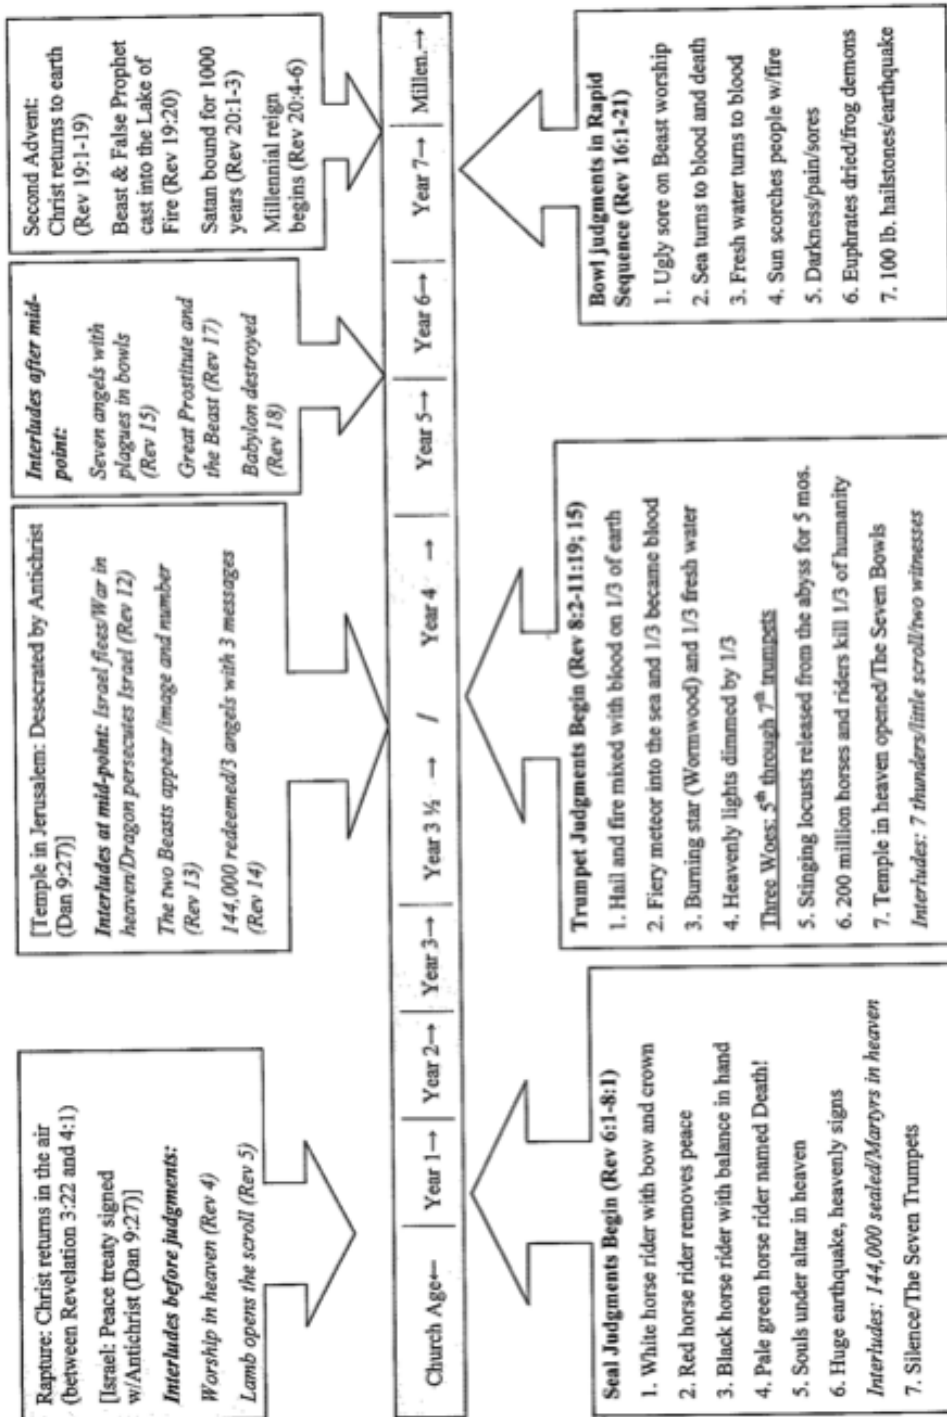 Rapture: Christ returns in the air
(between Revelation 3:22 and 4:1)
[Israel: Peace treaty signed
w/Antichrist (Dan 9:27)]
Interludes before judgments:
Worship in heaven (Rev 4)
Lamb opens the scroll (Rev 5)
[Temple in Jerusalem: Desecrated by Antichrist
(Dan 9:27)]
Interludes at mid-point: Israel flees/War in
heaven/Dragon persecutes Israel (Rev 12)
The two Beasts appear /image and number
(Rev 13)
144,000 redeemed/3 angels with 3 messages
(Rev 14)
Interludes after mid-
point:
Seven angels with
plagues in bowls
(Rev 15)
Great Prostitute and
the Beast (Rev 17)
Babylon destroyed
(Rev 18)
Second Advent:
Christ returns to earth
(Rev 19:1-19)
Beast & False Prophet
cast into the Lake of
Fire (Rev 19:20)
Satan bound for 1000
years (Rev 20:1-3)
Millennial reign
begins (Rev 20:4-6)
Church Age← | Year 1→ | Year 2→ | Year 3→ | Year 3 ½ → / Year 4 → | Year 5→ | Year 6→ | Year 7→ | Millen.→
Seal Judgments Begin (Rev 6:1-8:1)
1. White horse rider with bow and crown
2. Red horse rider removes peace
3. Black horse rider with balance in hand
4. Pale green horse rider named Death!
5. Souls under altar in heaven
6. Huge earthquake, heavenly signs
Interludes: 144,000 sealed/Martyrs in heaven
7. Silence/The Seven Trumpets
Trumpet Judgments Begin (Rev 8:2-11:19; 15)
1. Hail and fire mixed with blood on 1/3 of earth
2. Fiery meteor into the sea and 1/3 became blood
3. Burning star (Wormwood) and 1/3 fresh water
4. Heavenly lights dimmed by 1/3
Three Woes: 5th through 7th trumpets
5. Stinging locusts released from the abyss for 5 mos.
6. 200 million horses and riders kill 1/3 of humanity
7. Temple in heaven opened/The Seven Bowls
Interludes: 7 thunders/little scroll/two witnesses
Bowl judgments in Rapid
Sequence (Rev 16:1-21)
1. Ugly sore on Beast worship
2. Sea turns to blood and death
3. Fresh water turns to blood
4. Sun scorches people w/fire
5. Darkness/pain/sores
6. Euphrates dried/frog demons
7. 100 lb. hailstones/earthquake